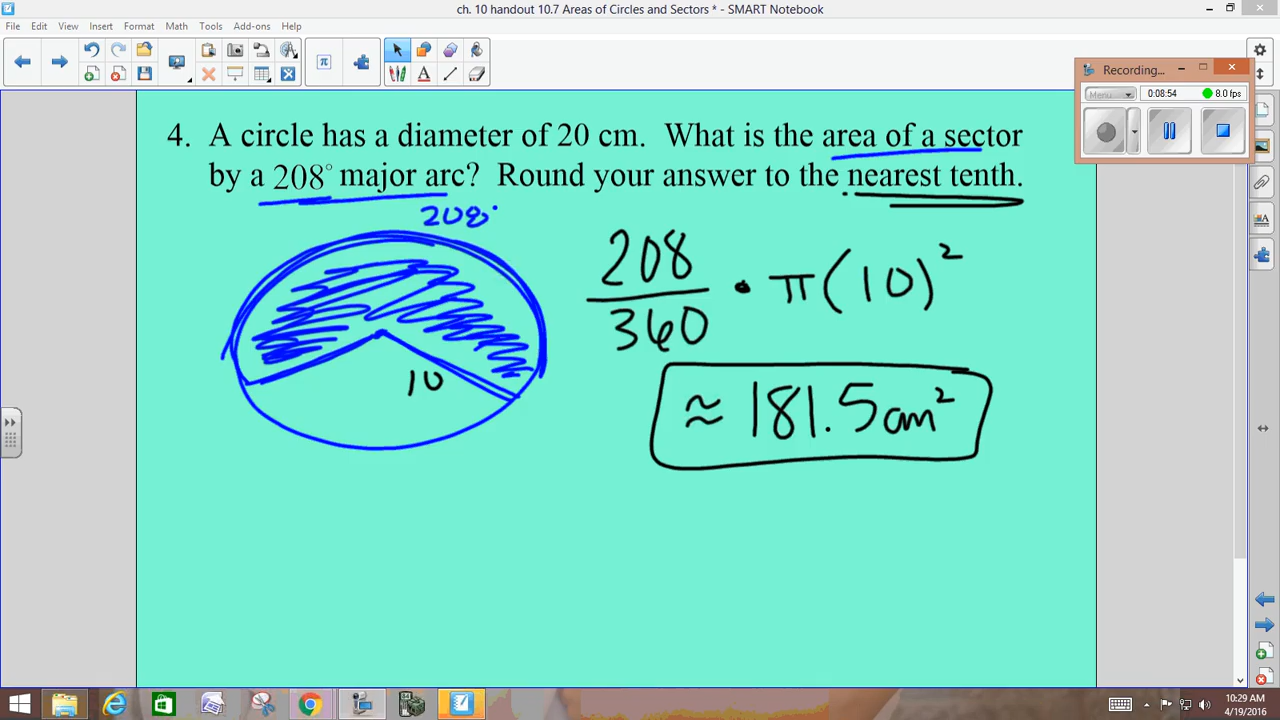 ch. 10 handout 10.7 Areas of Circles and Sectors * - SMART Notebook
File Edit View Insert Format Math Tools Add-ons Help
Recording...
Menu
0:08:54
8.0 fps
4. A circle has a diameter of 20 cm. What is the area of a sector
by a 208° major arc? Round your answer to the nearest tenth.
208°
208/360 · π(10)²
10
≈ 181.5cm²
10:29 AM
4/19/2016